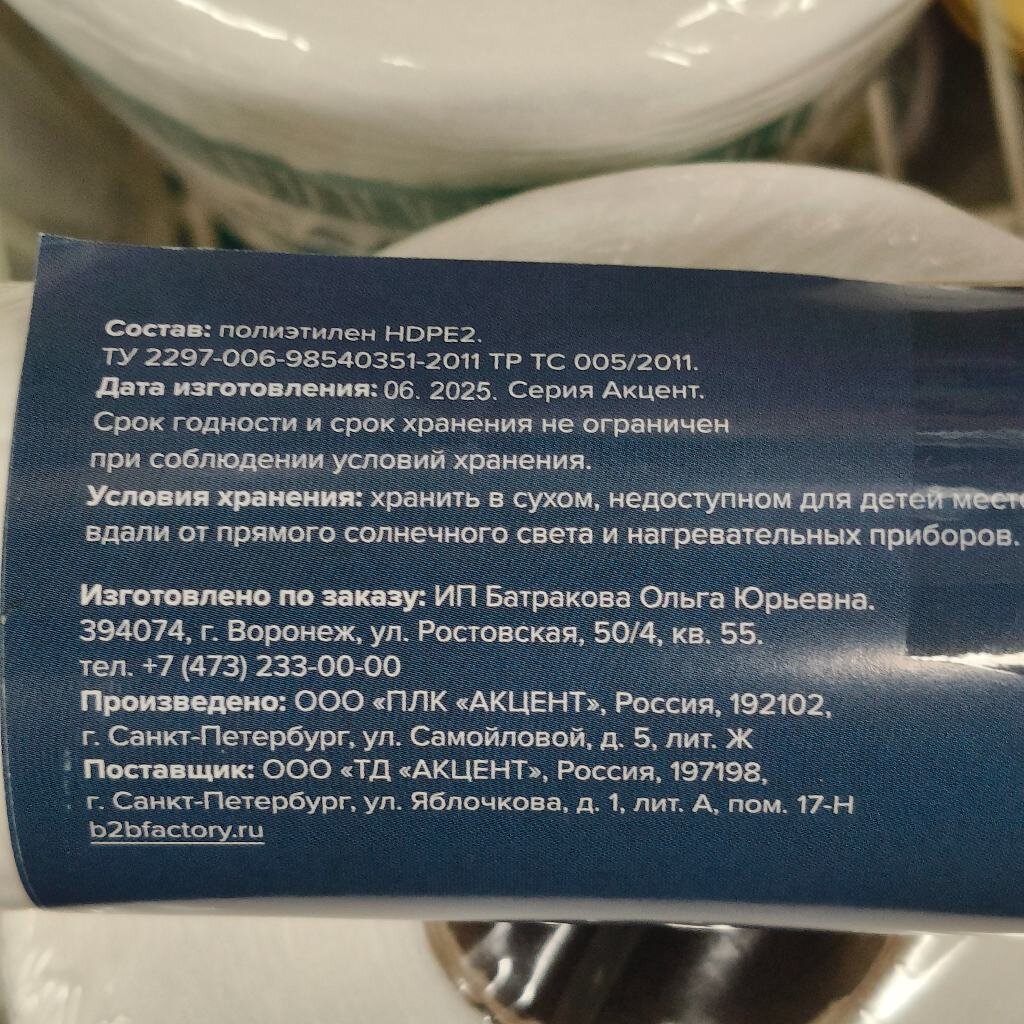 Состав: полиэтилен HDPE2.
ТУ 2297-006-98540351-2011 ТР ТС 005/2011.
Дата изготовления: 06. 2025. Серия Акцент.
Срок годности и срок хранения не ограничен
при соблюдении условий хранения.
Условия хранения: хранить в сухом, недоступном для детей месте
вдали от прямого солнечного света и нагревательных приборов.
Изготовлено по заказу: ИП Батракова Ольга Юрьевна.
394074, г. Воронеж, ул. Ростовская, 50/4, кв. 55.
тел. +7 (473) 233-00-00
Произведено: ООО «ПЛК «АКЦЕНТ», Россия, 192102,
г. Санкт-Петербург, ул. Самойловой, д. 5, лит. Ж
Поставщик: ООО «ТД «АКЦЕНТ», Россия, 197198,
г. Санкт-Петербург, ул. Яблочкова, д. 1, лит. А, пом. 17-Н
b2bfactory.ru